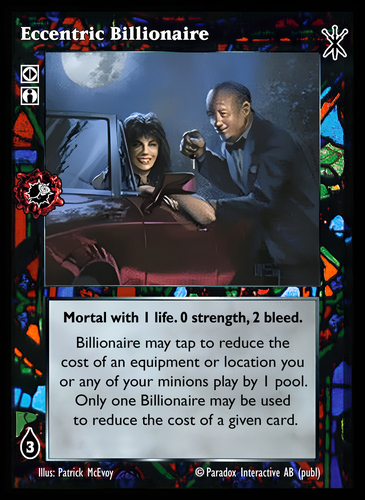 Eccentric Billionaire
Mortal with 1 life. 0 strength, 2 bleed.
Billionaire may tap to reduce the
cost of an equipment or location you
or any of your minions play by 1 pool.
Only one Billionaire may be used
to reduce the cost of a given card.
3
Illus: Patrick McEvoy © Paradox Interactive AB (publ)